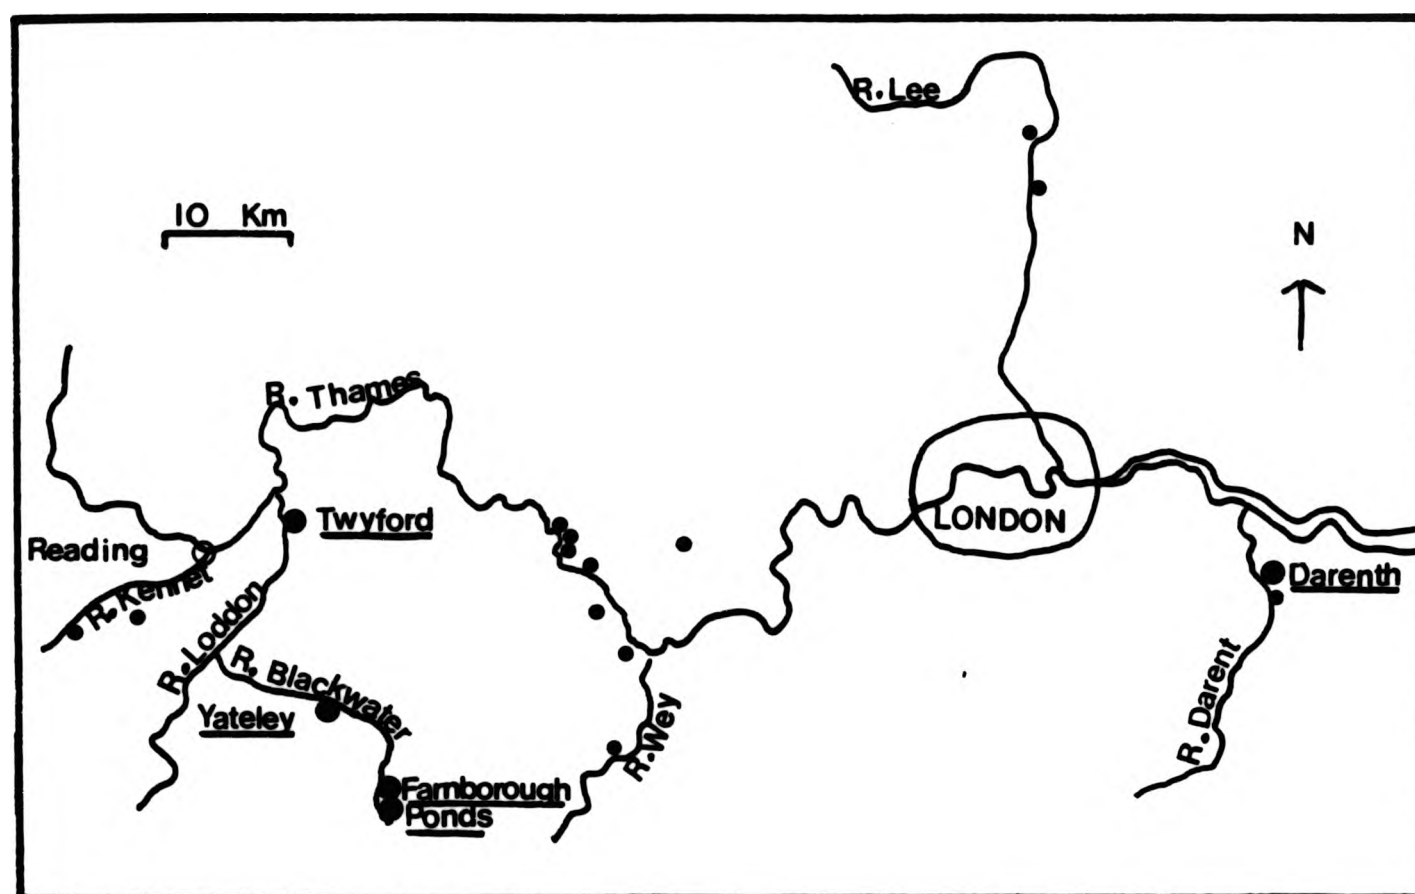 R. Lee
10 Km
N
R. Thames
Twyford
LONDON
Reading
R. Kennet
Darenth
R. Loddon
R. Blackwater
Yateley
R. Wey
R. Darent
Farnborough
Ponds